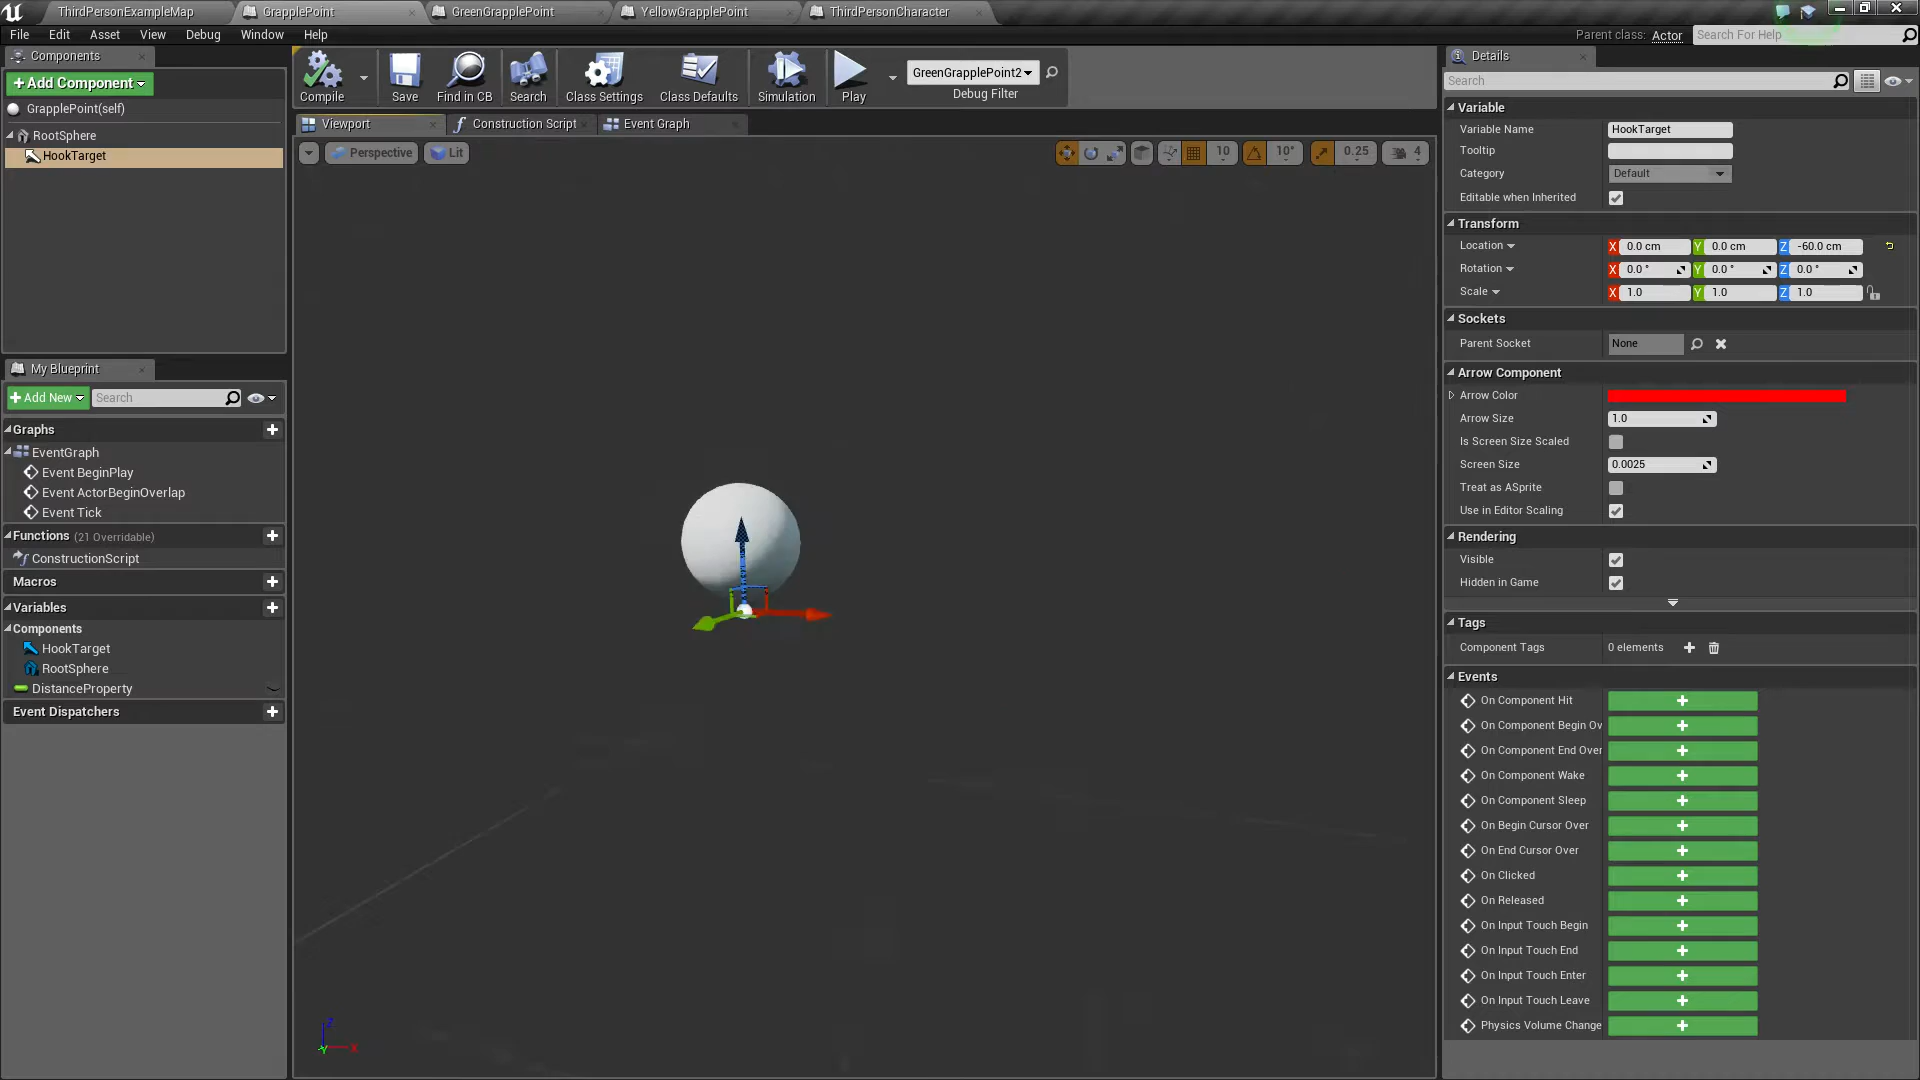 ThirdPersonExampleMap
GrapplePoint
GreenGrapplePoint
YellowGrapplePoint
ThirdPersonCharacter
File
Edit
Asset
View
Debug
Window
Help
Parent class:
Actor
Search For Help
Components
Add Component
GrapplePoint(self)
RootSphere
HookTarget
Compile
Save
Find in CB
Search
Class Settings
Class Defaults
Simulation
Play
GreenGrapplePoint2
Debug Filter
Viewport
Construction Script
Event Graph
Perspective
Lit
10
10°
0.25
4
My Blueprint
Add New
Search
Graphs
EventGraph
Event BeginPlay
Event ActorBeginOverlap
Event Tick
Functions (21 Overridable)
ConstructionScript
Macros
Variables
Components
HookTarget
RootSphere
DistanceProperty
Event Dispatchers
Z
Y
X
Details
Search
Variable
Variable Name HookTarget
Tooltip
Category Default
Editable when Inherited
Transform
Location X 0.0 cm Y 0.0 cm Z -60.0 cm
Rotation X 0.0 ° Y 0.0 ° Z 0.0 °
Scale X 1.0 Y 1.0 Z 1.0
Sockets
Parent Socket None
Arrow Component
Arrow Color
Arrow Size 1.0
Is Screen Size Scaled
Screen Size 0.0025
Treat as ASprite
Use in Editor Scaling
Rendering
Visible
Hidden in Game
Tags
Component Tags 0 elements
Events
On Component Hit
On Component Begin Ov
On Component End Over
On Component Wake
On Component Sleep
On Begin Cursor Over
On End Cursor Over
On Clicked
On Released
On Input Touch Begin
On Input Touch End
On Input Touch Enter
On Input Touch Leave
Physics Volume Change